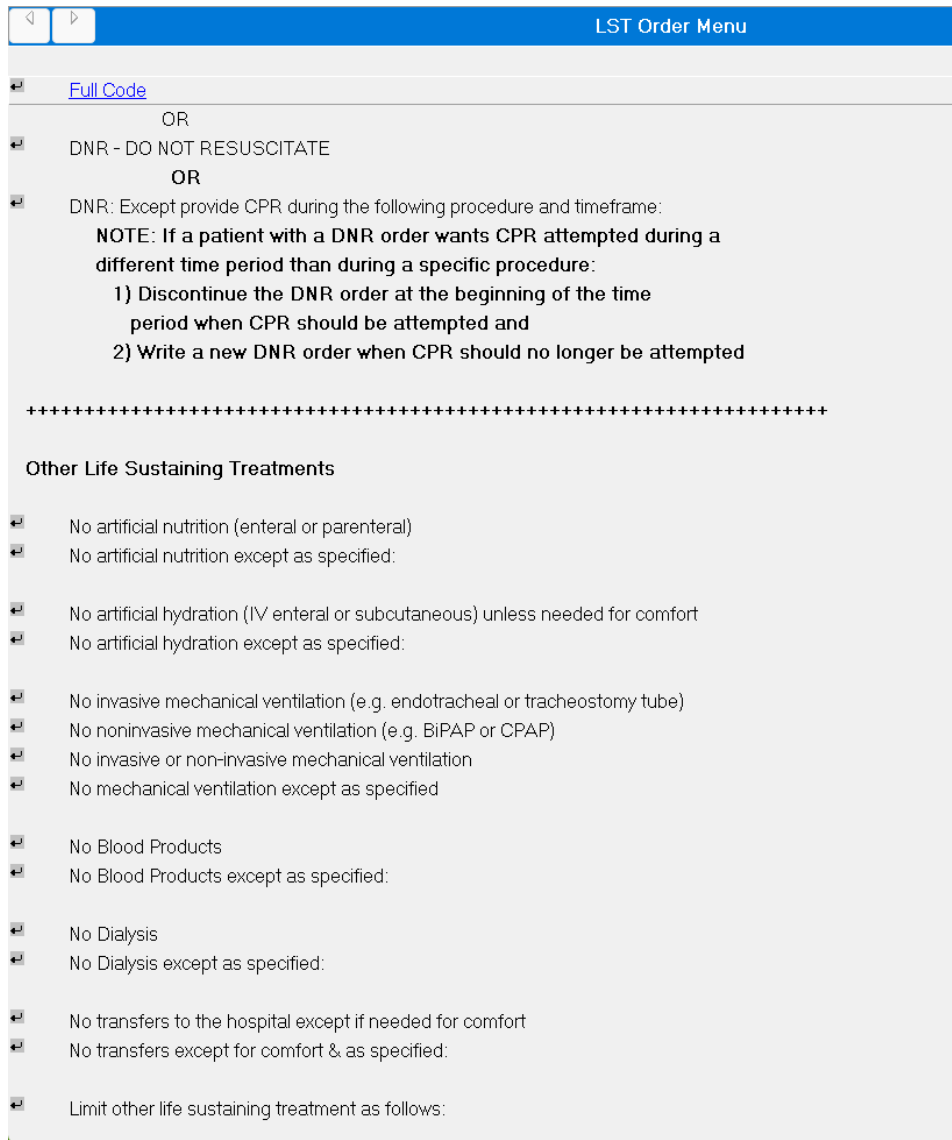 LST Order Menu
Full Code
OR
DNR - DO NOT RESUSCITATE
OR
DNR: Except provide CPR during the following procedure and timeframe:
NOTE: If a patient with a DNR order wants CPR attempted during a
different time period than during a specific procedure:
1) Discontinue the DNR order at the beginning of the time
period when CPR should be attempted and
2) Write a new DNR order when CPR should no longer be attempted
+++++++++++++++++++++++++++++++++++++++++++++++++++++++++++++++++++++
Other Life Sustaining Treatments
No artificial nutrition (enteral or parenteral)
No artificial nutrition except as specified:
No artificial hydration (IV enteral or subcutaneous) unless needed for comfort
No artificial hydration except as specified:
No invasive mechanical ventilation (e.g. endotracheal or tracheostomy tube)
No noninvasive mechanical ventilation (e.g. BiPAP or CPAP)
No invasive or non-invasive mechanical ventilation
No mechanical ventilation except as specified
No Blood Products
No Blood Products except as specified:
No Dialysis
No Dialysis except as specified:
No transfers to the hospital except if needed for comfort
No transfers except for comfort & as specified:
Limit other life sustaining treatment as follows: